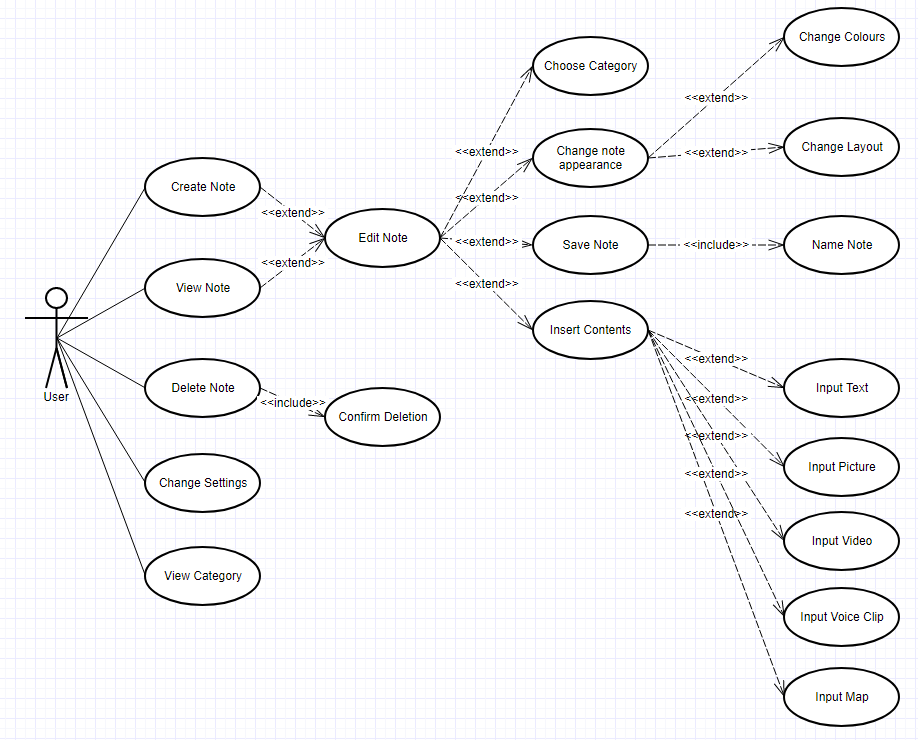 Change Colours
Choose Category
<<extend>>
<<extend>>
Change note
appearance
<<extend>>
Change Layout
Create Note
<<extend>>
<<extend>>
Edit Note
<<extend>>
Save Note
<<include>>
Name Note
<<extend>>
View Note
<<extend>>
Insert Contents
User
<<extend>>
Delete Note
Input Text
<<include>>
Confirm Deletion
<<extend>>
<<extend>>
Input Picture
<<extend>>
Change Settings
<<extend>>
Input Video
View Category
Input Voice Clip
Input Map